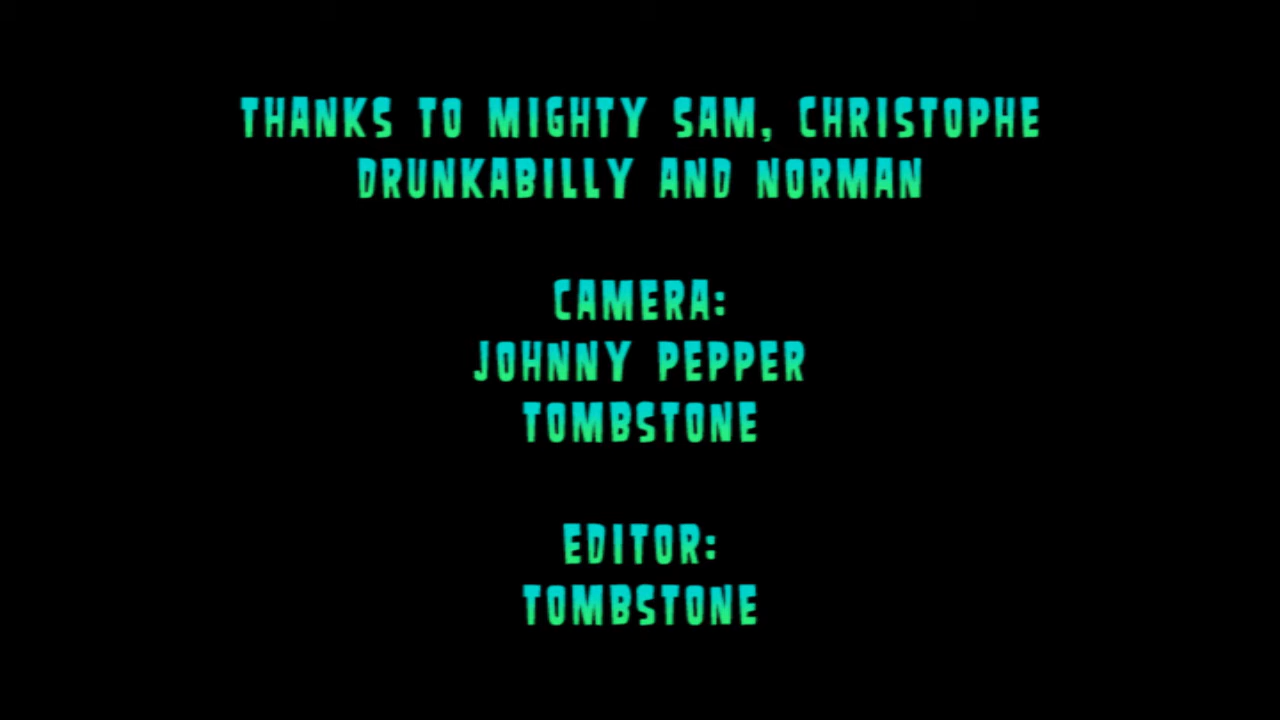 THANKS TO MIGHTY SAM, CHRISTOPHE
DRUNKABILLY AND NORMAN
CAMERA:
JOHNNY PEPPER
TOMBSTONE
EDITOR:
TOMBSTONE